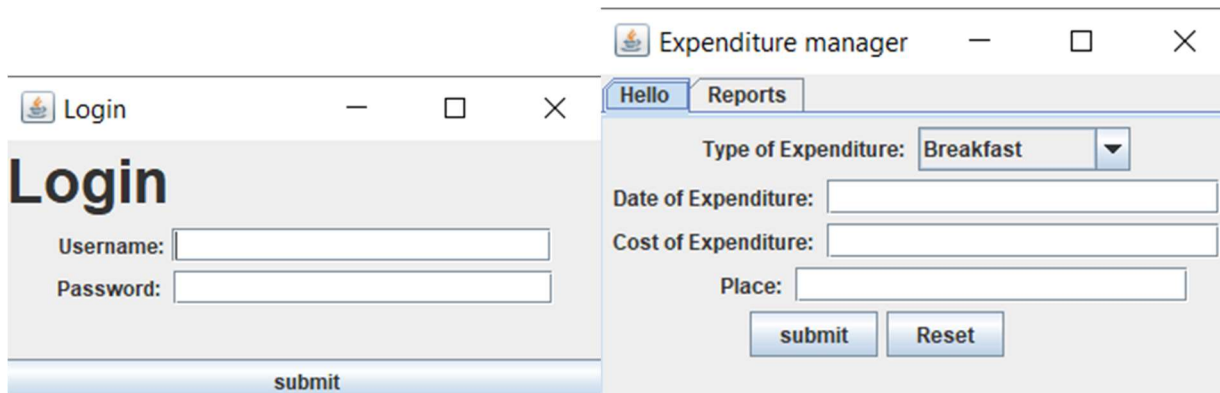 Login
Login
Username:
Password:
submit
Expenditure manager
Hello Reports
Type of Expenditure: Breakfast
Date of Expenditure:
Cost of Expenditure:
Place:
submit Reset